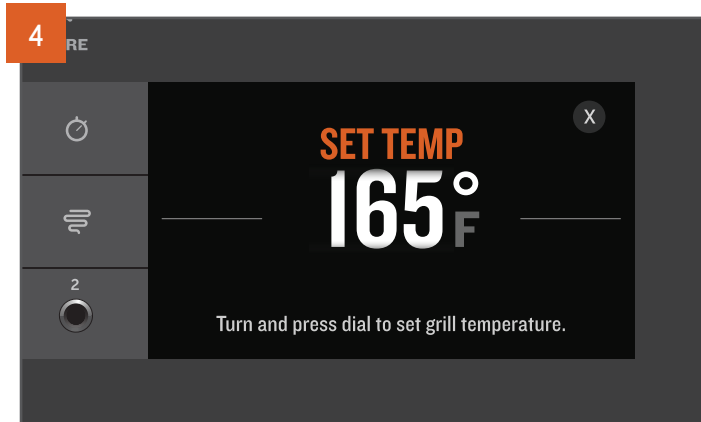 4
RE
X
SET TEMP
165°F
2
Turn and press dial to set grill temperature.